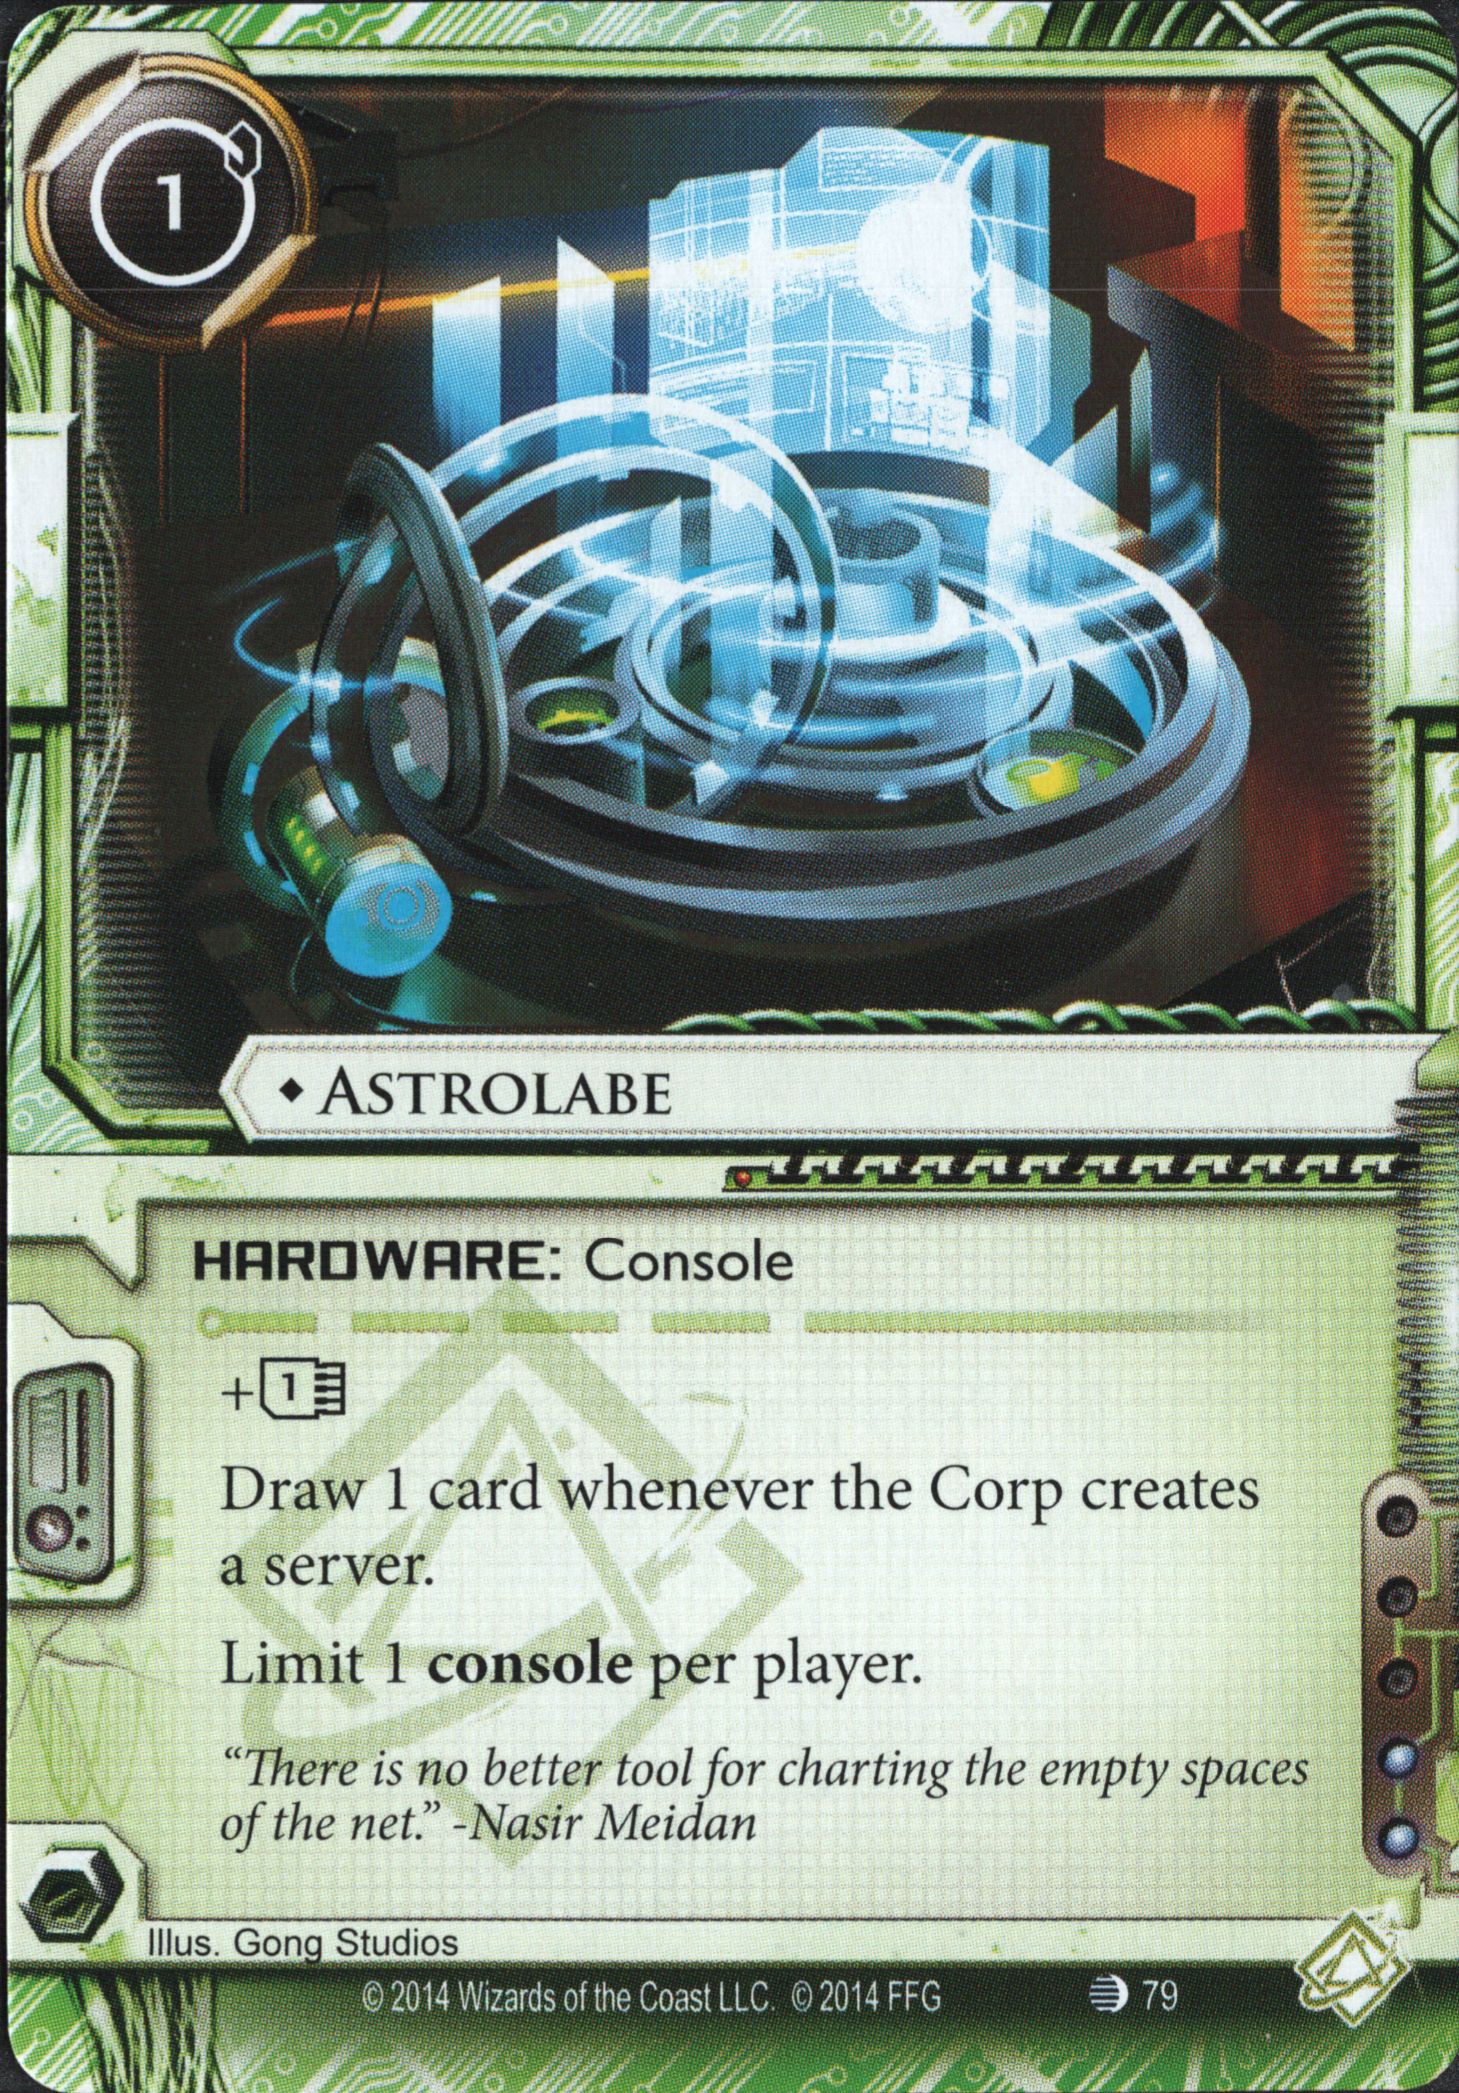 1
◆ ASTROLABE
HARDWARE: Console
+1
Draw 1 card whenever the Corp creates
a server.
Limit 1 console per player.
“There is no better tool for charting the empty spaces
of the net.” -Nasir Meidan
Illus. Gong Studios
© 2014 Wizards of the Coast LLC. © 2014 FFG 79